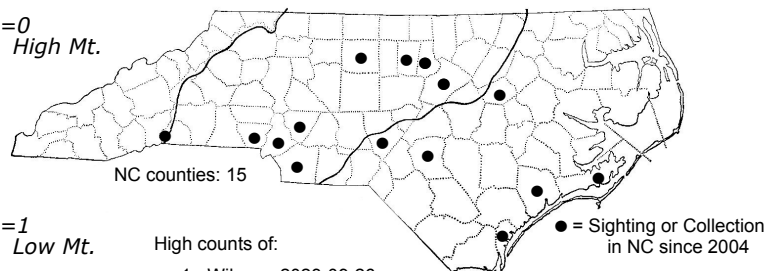 =0
High Mt.
NC counties: 15
=1
Low Mt.
High counts of:
● = Sighting or Collection
in NC since 2004